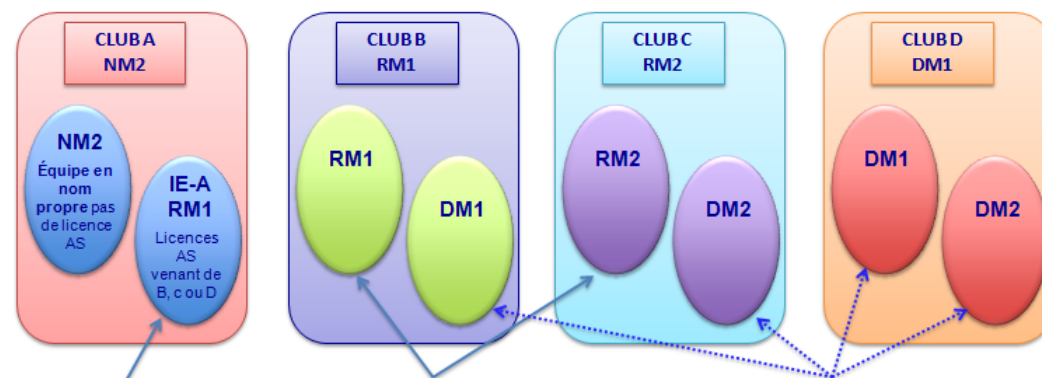 CLUB A
NM2
CLUB B
RM1
CLUB C
RM2
CLUB D
DM1
NM2
Équipe en
nom
propre pas
de licence
AS
IE-A
RM1
Licences
AS
venant de
B, c ou D
RM1
DM1
RM2
DM2
DM1
DM2